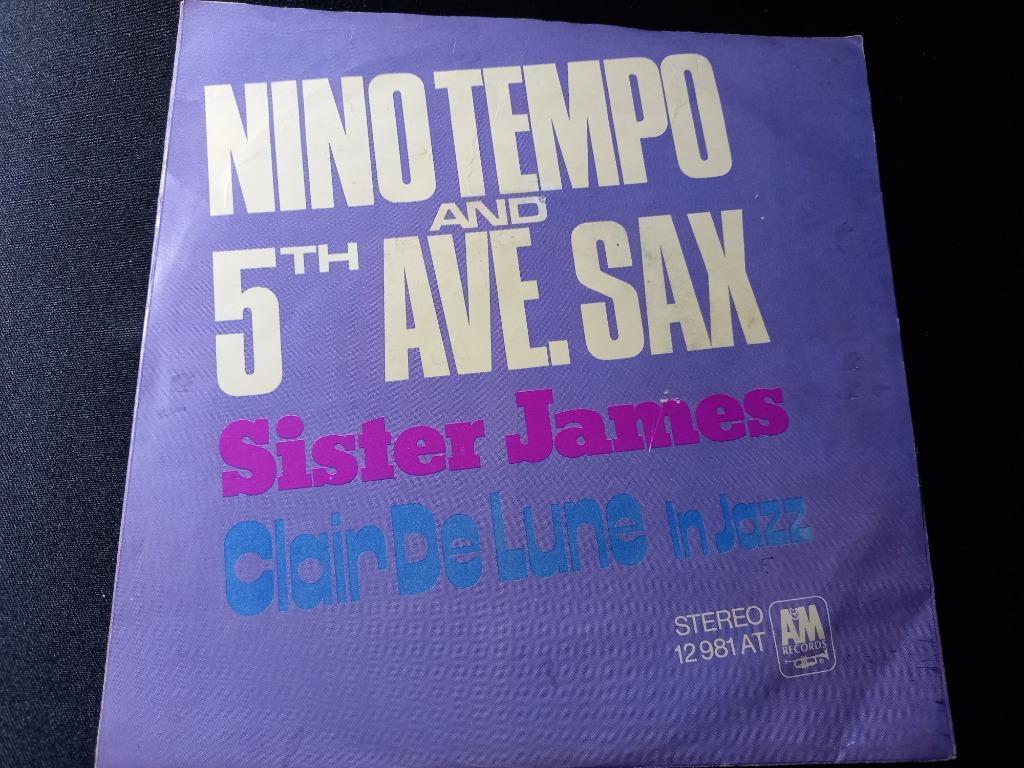 NINO TEMPO
AND
5TH AVE. SAX
Sister James
Clair De Lune In Jazz
STEREO
12 981 AT
A&M
RECORDS
®